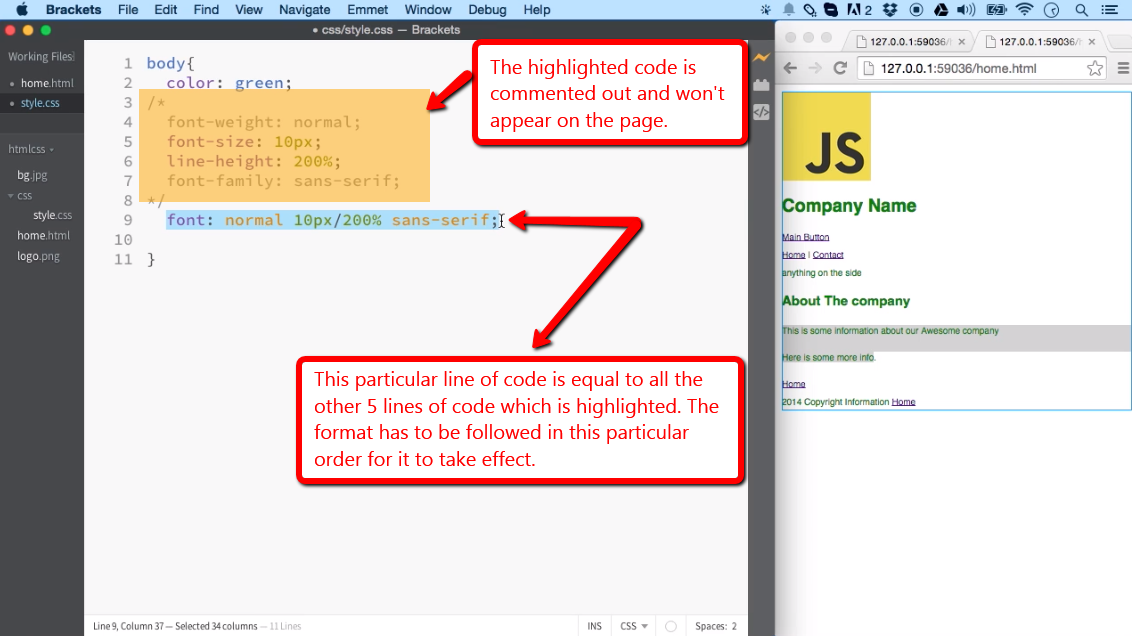 Brackets File Edit Find View Navigate Emmet Window Debug Help
2
• css/style.css — Brackets
Working Files
home.html
style.css
htmlcss
bg.jpg
css
style.css
home.html
logo.png
1 body{
2 color: green;
3 /*
4 font-weight: normal;
5 font-size: 10px;
6 line-height: 200%;
7 font-family: sans-serif;
8 */
9 font: normal 10px/200% sans-serif;
10
11 }
The highlighted code is
commented out and won't
appear on the page.
This particular line of code is equal to all the
other 5 lines of code which is highlighted. The
format has to be followed in this particular
order for it to take effect.
Line 9, Column 37 — Selected 34 columns — 11 Lines
INS CSS Spaces: 2
127.0.0.1:59036/ 127.0.0.1:59036/
127.0.0.1:59036/home.html
JS
Company Name
Main Button
Home | Contact
anything on the side
About The company
This is some information about our Awesome company
Here is some more info.
Home
2014 Copyright Information Home